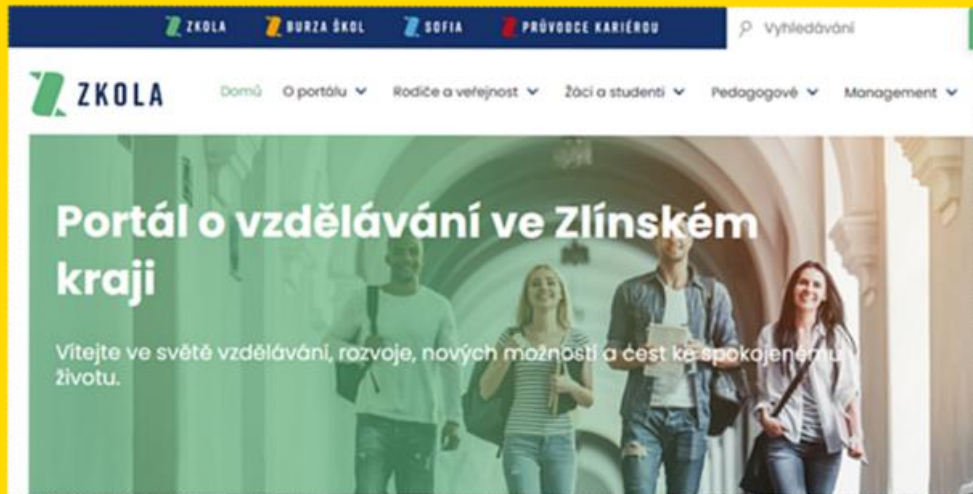 ZKOLA BURZA ŠKOL SOFIA PRŮVODCE KARIÉROU Vyhledávání
ZKOLA Domů O portálu Rodiče a veřejnost Žáci a studenti Pedagogové Management
Portál o vzdělávání ve Zlínském
kraji
Vítejte ve světě vzdělávání, rozvoje, nových možností a cest ke spokojenému
životu.